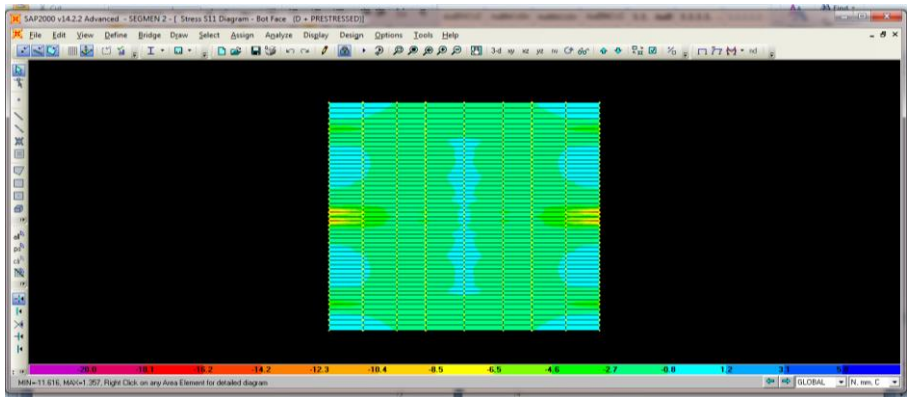 SAP2000 v14.2.2 Advanced - SEGMEN 2 - [ Stress S11 Diagram - Bot Face (D + PRESTRESSED)]
File Edit View Define Bridge Draw Select Assign Analyze Display Design Options Tools Help
3-d xy xz yz nv
nd
-20.0 -18.1 -16.2 -14.2 -12.3 -10.4 -8.5 -6.5 -4.6 -2.7 -0.8 1.2 3.1
MIN=-11.616, MAX=1.357, Right Click on any Area Element for detailed diagram
GLOBAL
N, mm, C